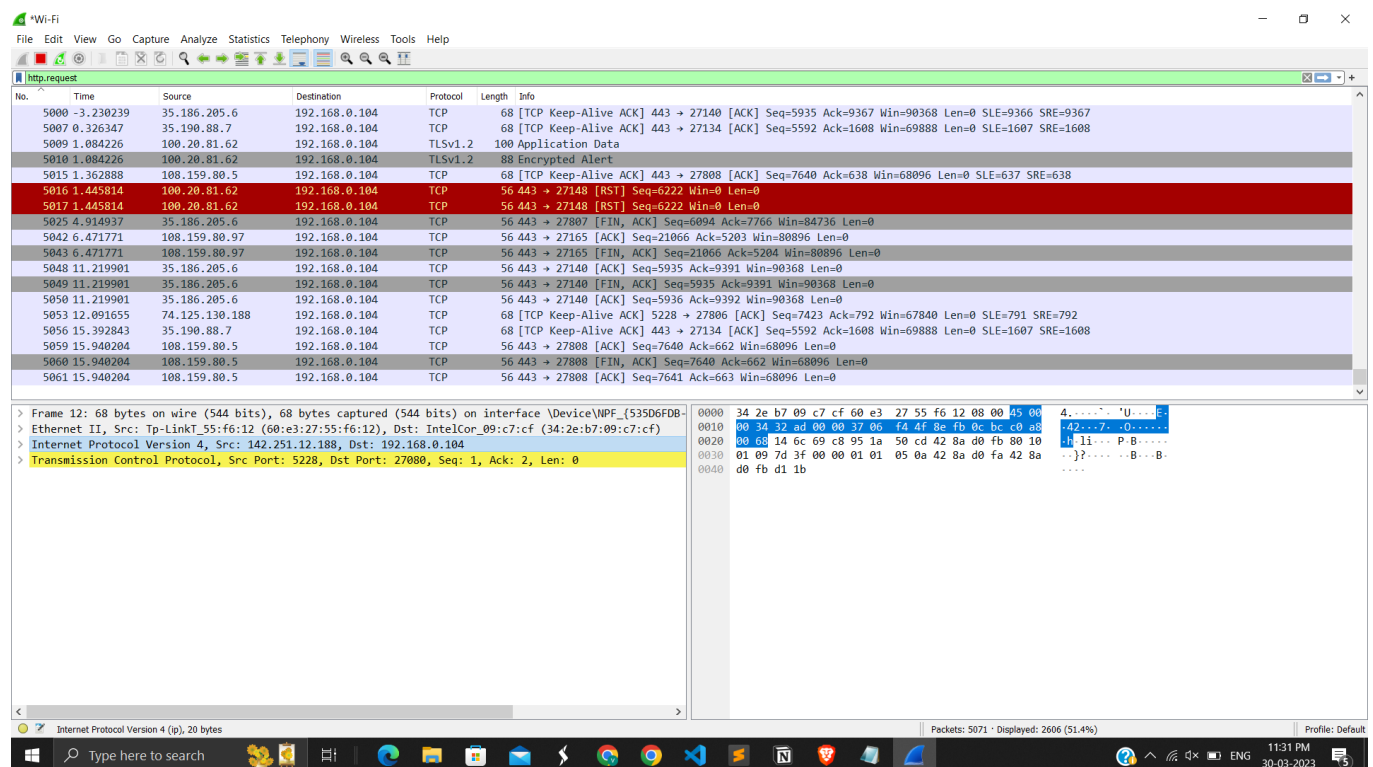 *Wi-Fi
File Edit View Go Capture Analyze Statistics Telephony Wireless Tools Help
http.request
No. Time Source Destination Protocol Length Info
5000 -3.230239 35.186.205.6 192.168.0.104 TCP 68 [TCP Keep-Alive ACK] 443 → 27140 [ACK] Seq=5935 Ack=9367 Win=90368 Len=0 SLE=9366 SRE=9367
5007 0.326347 35.190.88.7 192.168.0.104 TCP 68 [TCP Keep-Alive ACK] 443 → 27134 [ACK] Seq=5592 Ack=1608 Win=69888 Len=0 SLE=1607 SRE=1608
5009 1.084226 100.20.81.62 192.168.0.104 TLSv1.2 100 Application Data
5010 1.084226 100.20.81.62 192.168.0.104 TLSv1.2 88 Encrypted Alert
5015 1.362888 108.159.80.5 192.168.0.104 TCP 68 [TCP Keep-Alive ACK] 443 → 27808 [ACK] Seq=7640 Ack=638 Win=68096 Len=0 SLE=637 SRE=638
5016 1.445814 100.20.81.62 192.168.0.104 TCP 56 443 → 27148 [RST] Seq=6222 Win=0 Len=0
5017 1.445814 100.20.81.62 192.168.0.104 TCP 56 443 → 27148 [RST] Seq=6222 Win=0 Len=0
5025 4.914937 35.186.205.6 192.168.0.104 TCP 56 443 → 27807 [FIN, ACK] Seq=6094 Ack=7766 Win=84736 Len=0
5042 6.471771 108.159.80.97 192.168.0.104 TCP 56 443 → 27165 [ACK] Seq=21066 Ack=5203 Win=80896 Len=0
5043 6.471771 108.159.80.97 192.168.0.104 TCP 56 443 → 27165 [FIN, ACK] Seq=21066 Ack=5204 Win=80896 Len=0
5048 11.219901 35.186.205.6 192.168.0.104 TCP 56 443 → 27140 [ACK] Seq=5935 Ack=9391 Win=90368 Len=0
5049 11.219901 35.186.205.6 192.168.0.104 TCP 56 443 → 27140 [FIN, ACK] Seq=5935 Ack=9391 Win=90368 Len=0
5050 11.219901 35.186.205.6 192.168.0.104 TCP 56 443 → 27140 [ACK] Seq=5936 Ack=9392 Win=90368 Len=0
5053 12.091655 74.125.130.188 192.168.0.104 TCP 68 [TCP Keep-Alive ACK] 5228 → 27806 [ACK] Seq=7423 Ack=792 Win=67840 Len=0 SLE=791 SRE=792
5056 15.392843 35.190.88.7 192.168.0.104 TCP 68 [TCP Keep-Alive ACK] 443 → 27134 [ACK] Seq=5592 Ack=1608 Win=69888 Len=0 SLE=1607 SRE=1608
5059 15.940204 108.159.80.5 192.168.0.104 TCP 56 443 → 27808 [ACK] Seq=7640 Ack=662 Win=68096 Len=0
5060 15.940204 108.159.80.5 192.168.0.104 TCP 56 443 → 27808 [FIN, ACK] Seq=7640 Ack=662 Win=68096 Len=0
5061 15.940204 108.159.80.5 192.168.0.104 TCP 56 443 → 27808 [ACK] Seq=7641 Ack=663 Win=68096 Len=0
> Frame 12: 68 bytes on wire (544 bits), 68 bytes captured (544 bits) on interface \Device\NPF_{535D6FDB-
> Ethernet II, Src: Tp-LinkT_55:f6:12 (60:e3:27:55:f6:12), Dst: IntelCor_09:c7:cf (34:2e:b7:09:c7:cf)
> Internet Protocol Version 4, Src: 142.251.12.188, Dst: 192.168.0.104
> Transmission Control Protocol, Src Port: 5228, Dst Port: 27080, Seq: 1, Ack: 2, Len: 0
0000 34 2e b7 09 c7 cf 60 e3 27 55 f6 12 08 00 45 00 4.····`· 'U····E·
0010 00 34 32 ad 00 00 37 06 f4 4f 8e fb 0c bc c0 a8 ·42···7· ·O······
0020 00 68 14 6c 69 c8 95 1a 50 cd 42 8a d0 fb 80 10 ·h·li··· P·B·····
0030 01 09 7d 3f 00 00 01 01 05 0a 42 8a d0 fa 42 8a ··}?···· ··B···B·
0040 d0 fb d1 1b ····
Internet Protocol Version 4 (ip), 20 bytes
Packets: 5071 · Displayed: 2606 (51.4%)
Profile: Default
Type here to search
ENG
11:31 PM
30-03-2023
5